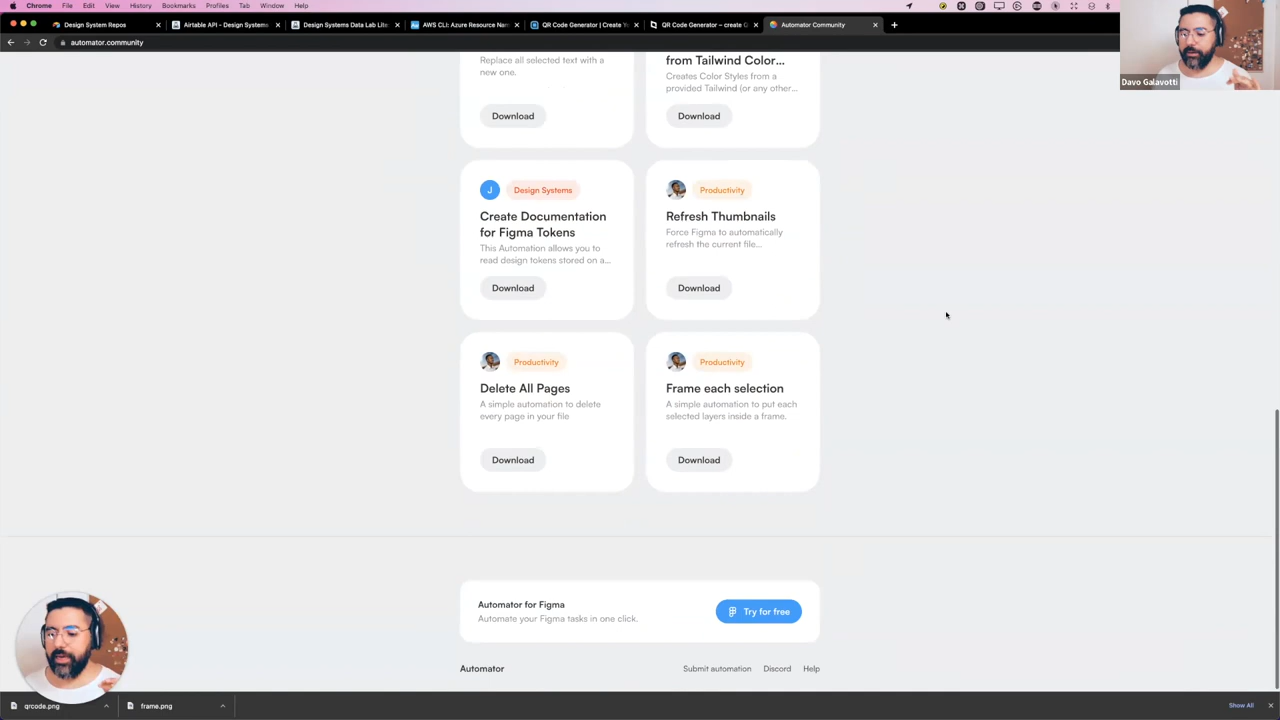 Chrome File Edit View History Bookmarks Profiles Tab Window Help
Design System Repos
Airtable API - Design Systems
Design Systems Data Lab Lite
AWS CLI: Azure Resource Nam
QR Code Generator | Create Yo
QR Code Generator – create Q
Automator Community
automator.community
Davo Galavotti
Replace all selected text with a
new one.
Download
from Tailwind Color...
Creates Color Styles from a
provided Tailwind (or any other...
Download
J
Design Systems
Create Documentation
for Figma Tokens
This Automation allows you to
read design tokens stored on a...
Download
Productivity
Refresh Thumbnails
Force Figma to automatically
refresh the current file...
Download
Productivity
Delete All Pages
A simple automation to delete
every page in your file
Download
Productivity
Frame each selection
A simple automation to put each
selected layers inside a frame.
Download
Automator for Figma
Automate your Figma tasks in one click.
Try for free
Automator
Submit automation Discord Help
qrcode.png
frame.png
Show All